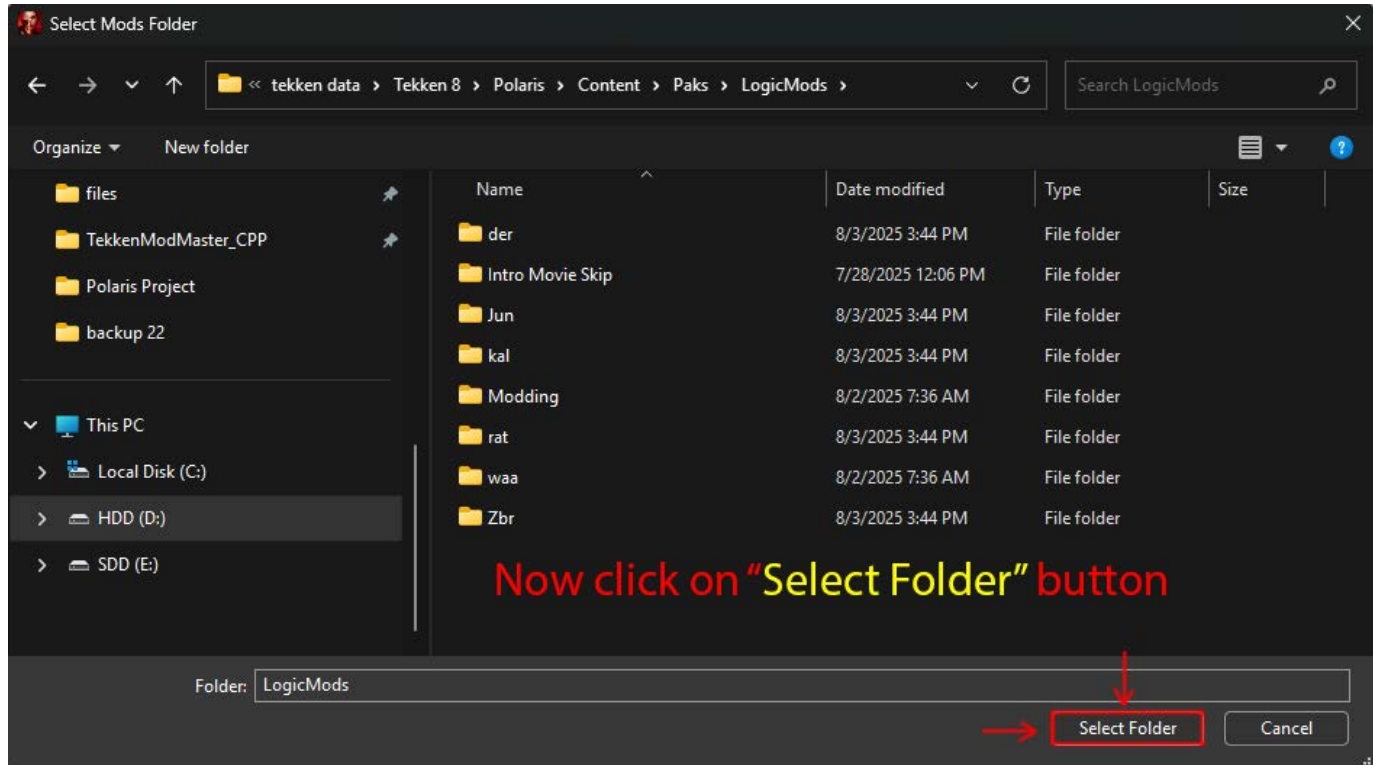 Select Mods Folder
« tekken data › Tekken 8 › Polaris › Content › Paks › LogicMods ›
Search LogicMods
Organize
New folder
files
TekkenModMaster_CPP
Polaris Project
backup 22
This PC
Local Disk (C:)
HDD (D:)
SDD (E:)
Name Date modified Type Size
der 8/3/2025 3:44 PM File folder
Intro Movie Skip 7/28/2025 12:06 PM File folder
Jun 8/3/2025 3:44 PM File folder
kal 8/3/2025 3:44 PM File folder
Modding 8/2/2025 7:36 AM File folder
rat 8/3/2025 3:44 PM File folder
waa 8/2/2025 7:36 AM File folder
Zbr 8/3/2025 3:44 PM File folder
Now click on “Select Folder” button
Folder: LogicMods
Select Folder
Cancel